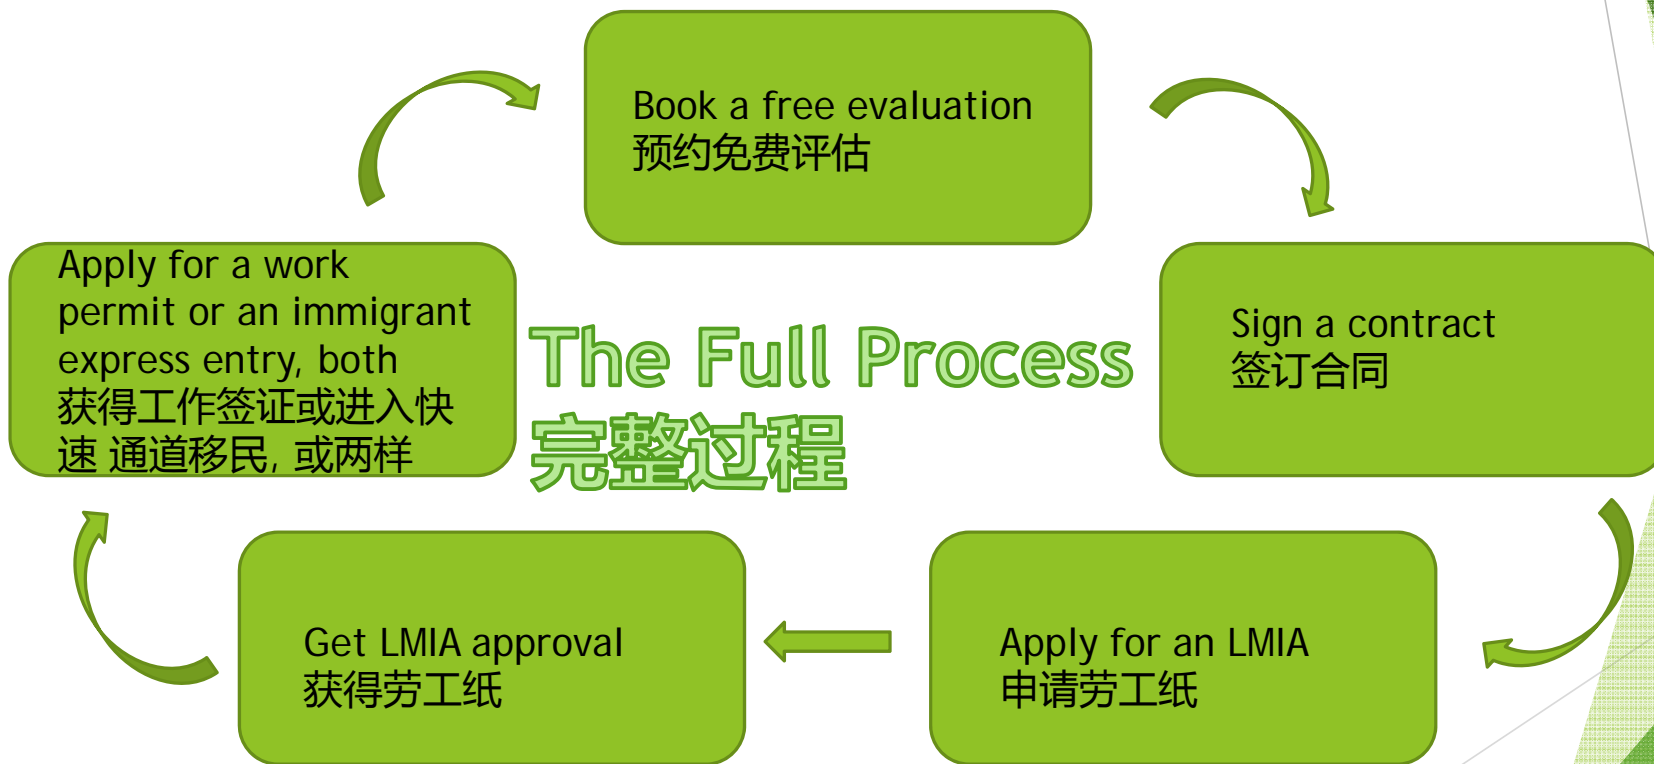 Book a free evaluation
预约免费评估
Apply for a work
permit or an immigrant
express entry, both
获得工作签证或进入快
速 通道移民, 或两样
The Full Process
完整过程
Sign a contract
签订合同
Get LMIA approval
获得劳工纸
Apply for an LMIA
申请劳工纸